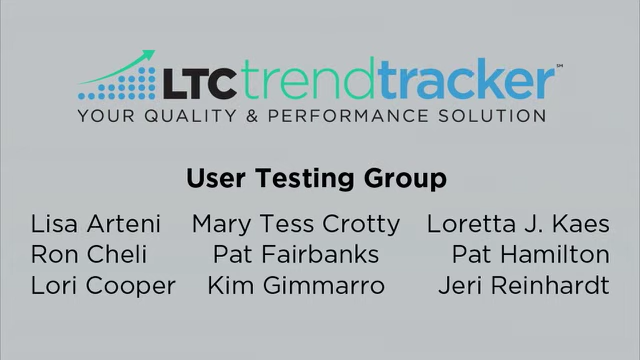 LTCtrendtracker℠
YOUR QUALITY & PERFORMANCE SOLUTION
User Testing Group
Lisa Arteni Mary Tess Crotty Loretta J. Kaes
Ron Cheli Pat Fairbanks Pat Hamilton
Lori Cooper Kim Gimmarro Jeri Reinhardt